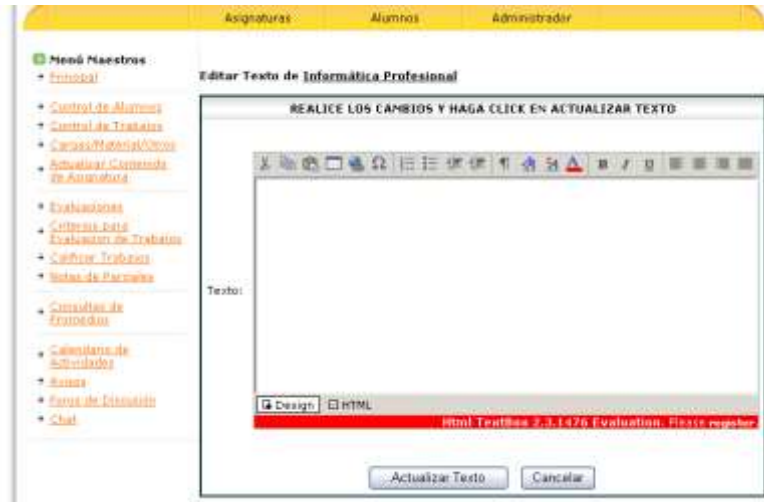 Asignaturas Alumnos Administrador
Menú Maestros
Principal
Control de Alumnos
Control de Trabajos
Cargas/Material/Otros
Actualizar Contenido
de Asignatura
Evaluaciones
Criterios para
Evaluacion de Trabajos
Calificar Trabajos
Notas de Parciales
Consultas de
Promedios
Calendario de
Actividades
Avisos
Foros de Discusión
Chat
Editar Texto de Informática Profesional
REALICE LOS CAMBIOS Y HAGA CLICK EN ACTUALIZAR TEXTO
Texto:
Design HTML
Html TextBox 2.3.1476 Evaluation. Please register.
Actualizar Texto Cancelar